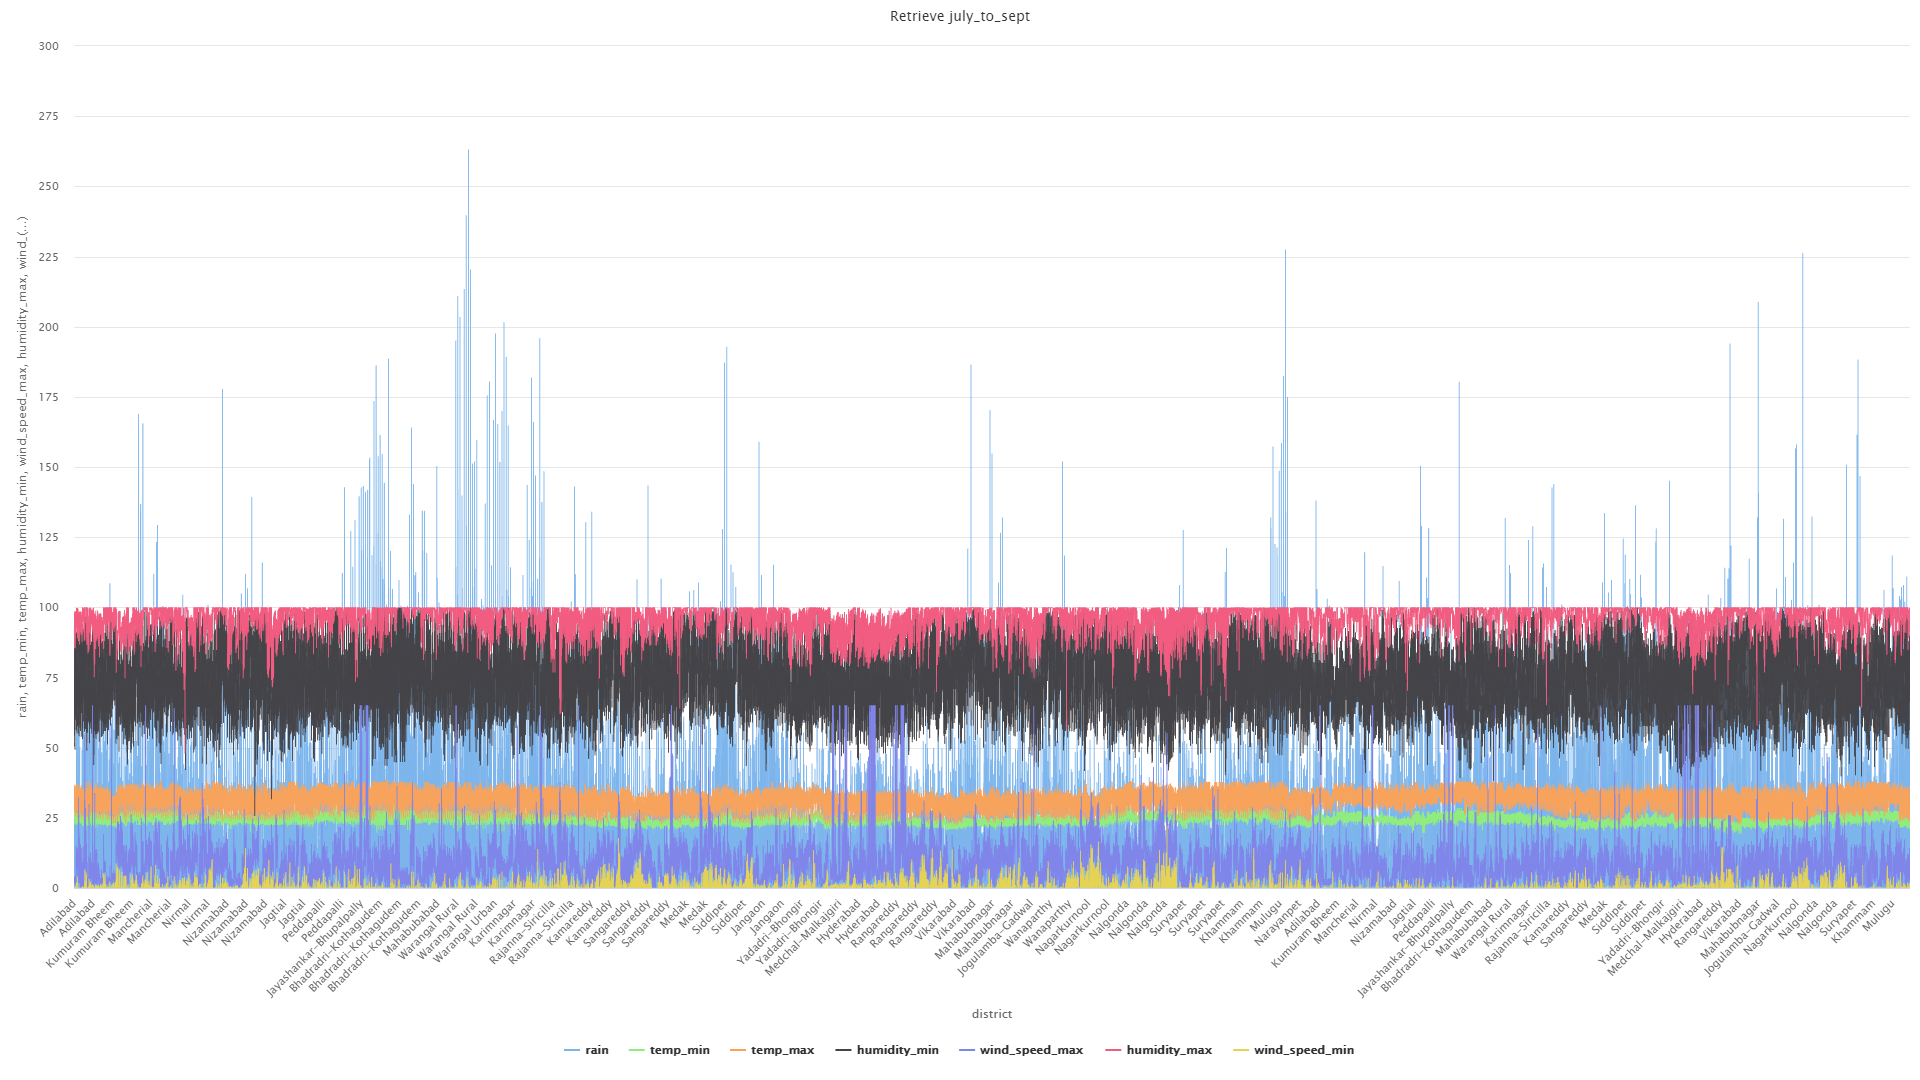 Retrieve july_to_sept
rain, temp_min, temp_max, humidity_min, wind_speed_max, humidity_max, wind_(...)
300
275
250
225
200
175
150
125
100
75
50
25
0
Adilabad
Adilabad
Kumuram Bheem
Kumuram Bheem
Mancherial
Mancherial
Nirmal
Nirmal
Nizamabad
Nizamabad
Nizamabad
Jagtial
Jagtial
Peddapalli
Peddapalli
Jayashankar-Bhupalpally
Bhadradri-Kothagudem
Bhadradri-Kothagudem
Bhadradri-Kothagudem
Mahabubabad
Warangal Rural
Warangal Rural
Warangal Urban
Karimnagar
Karimnagar
Rajanna-Siricilla
Rajanna-Siricilla
Kamareddy
Kamareddy
Sangareddy
Sangareddy
Sangareddy
Medak
Medak
Siddipet
Siddipet
Jangaon
Jangaon
Yadadri-Bhongir
Yadadri-Bhongir
Medchal-Malkajgiri
Hyderabad
Hyderabad
Rangareddy
Rangareddy
Rangareddy
Vikarabad
Vikarabad
Mahabubnagar
Mahabubnagar
Jogulamba-Gadwal
Wanaparthy
Wanaparthy
Nagarkurnool
Nagarkurnool
Nalgonda
Nalgonda
Nalgonda
Suryapet
Suryapet
Suryapet
Khammam
Khammam
Mulugu
Narayanpet
Adilabad
Kumuram Bheem
Mancherial
Nirmal
Nizamabad
Jagtial
Peddapalli
Jayashankar-Bhupalpally
Bhadradri-Kothagudem
Mahabubabad
Warangal Rural
Karimnagar
Rajanna-Siricilla
Kamareddy
Sangareddy
Medak
Siddipet
Siddipet
Yadadri-Bhongir
Medchal-Malkajgiri
Hyderabad
Rangareddy
Vikarabad
Mahabubnagar
Jogulamba-Gadwal
Nagarkurnool
Nalgonda
Nalgonda
Suryapet
Khammam
Mulugu
district
rain temp_min temp_max humidity_min wind_speed_max humidity_max wind_speed_min